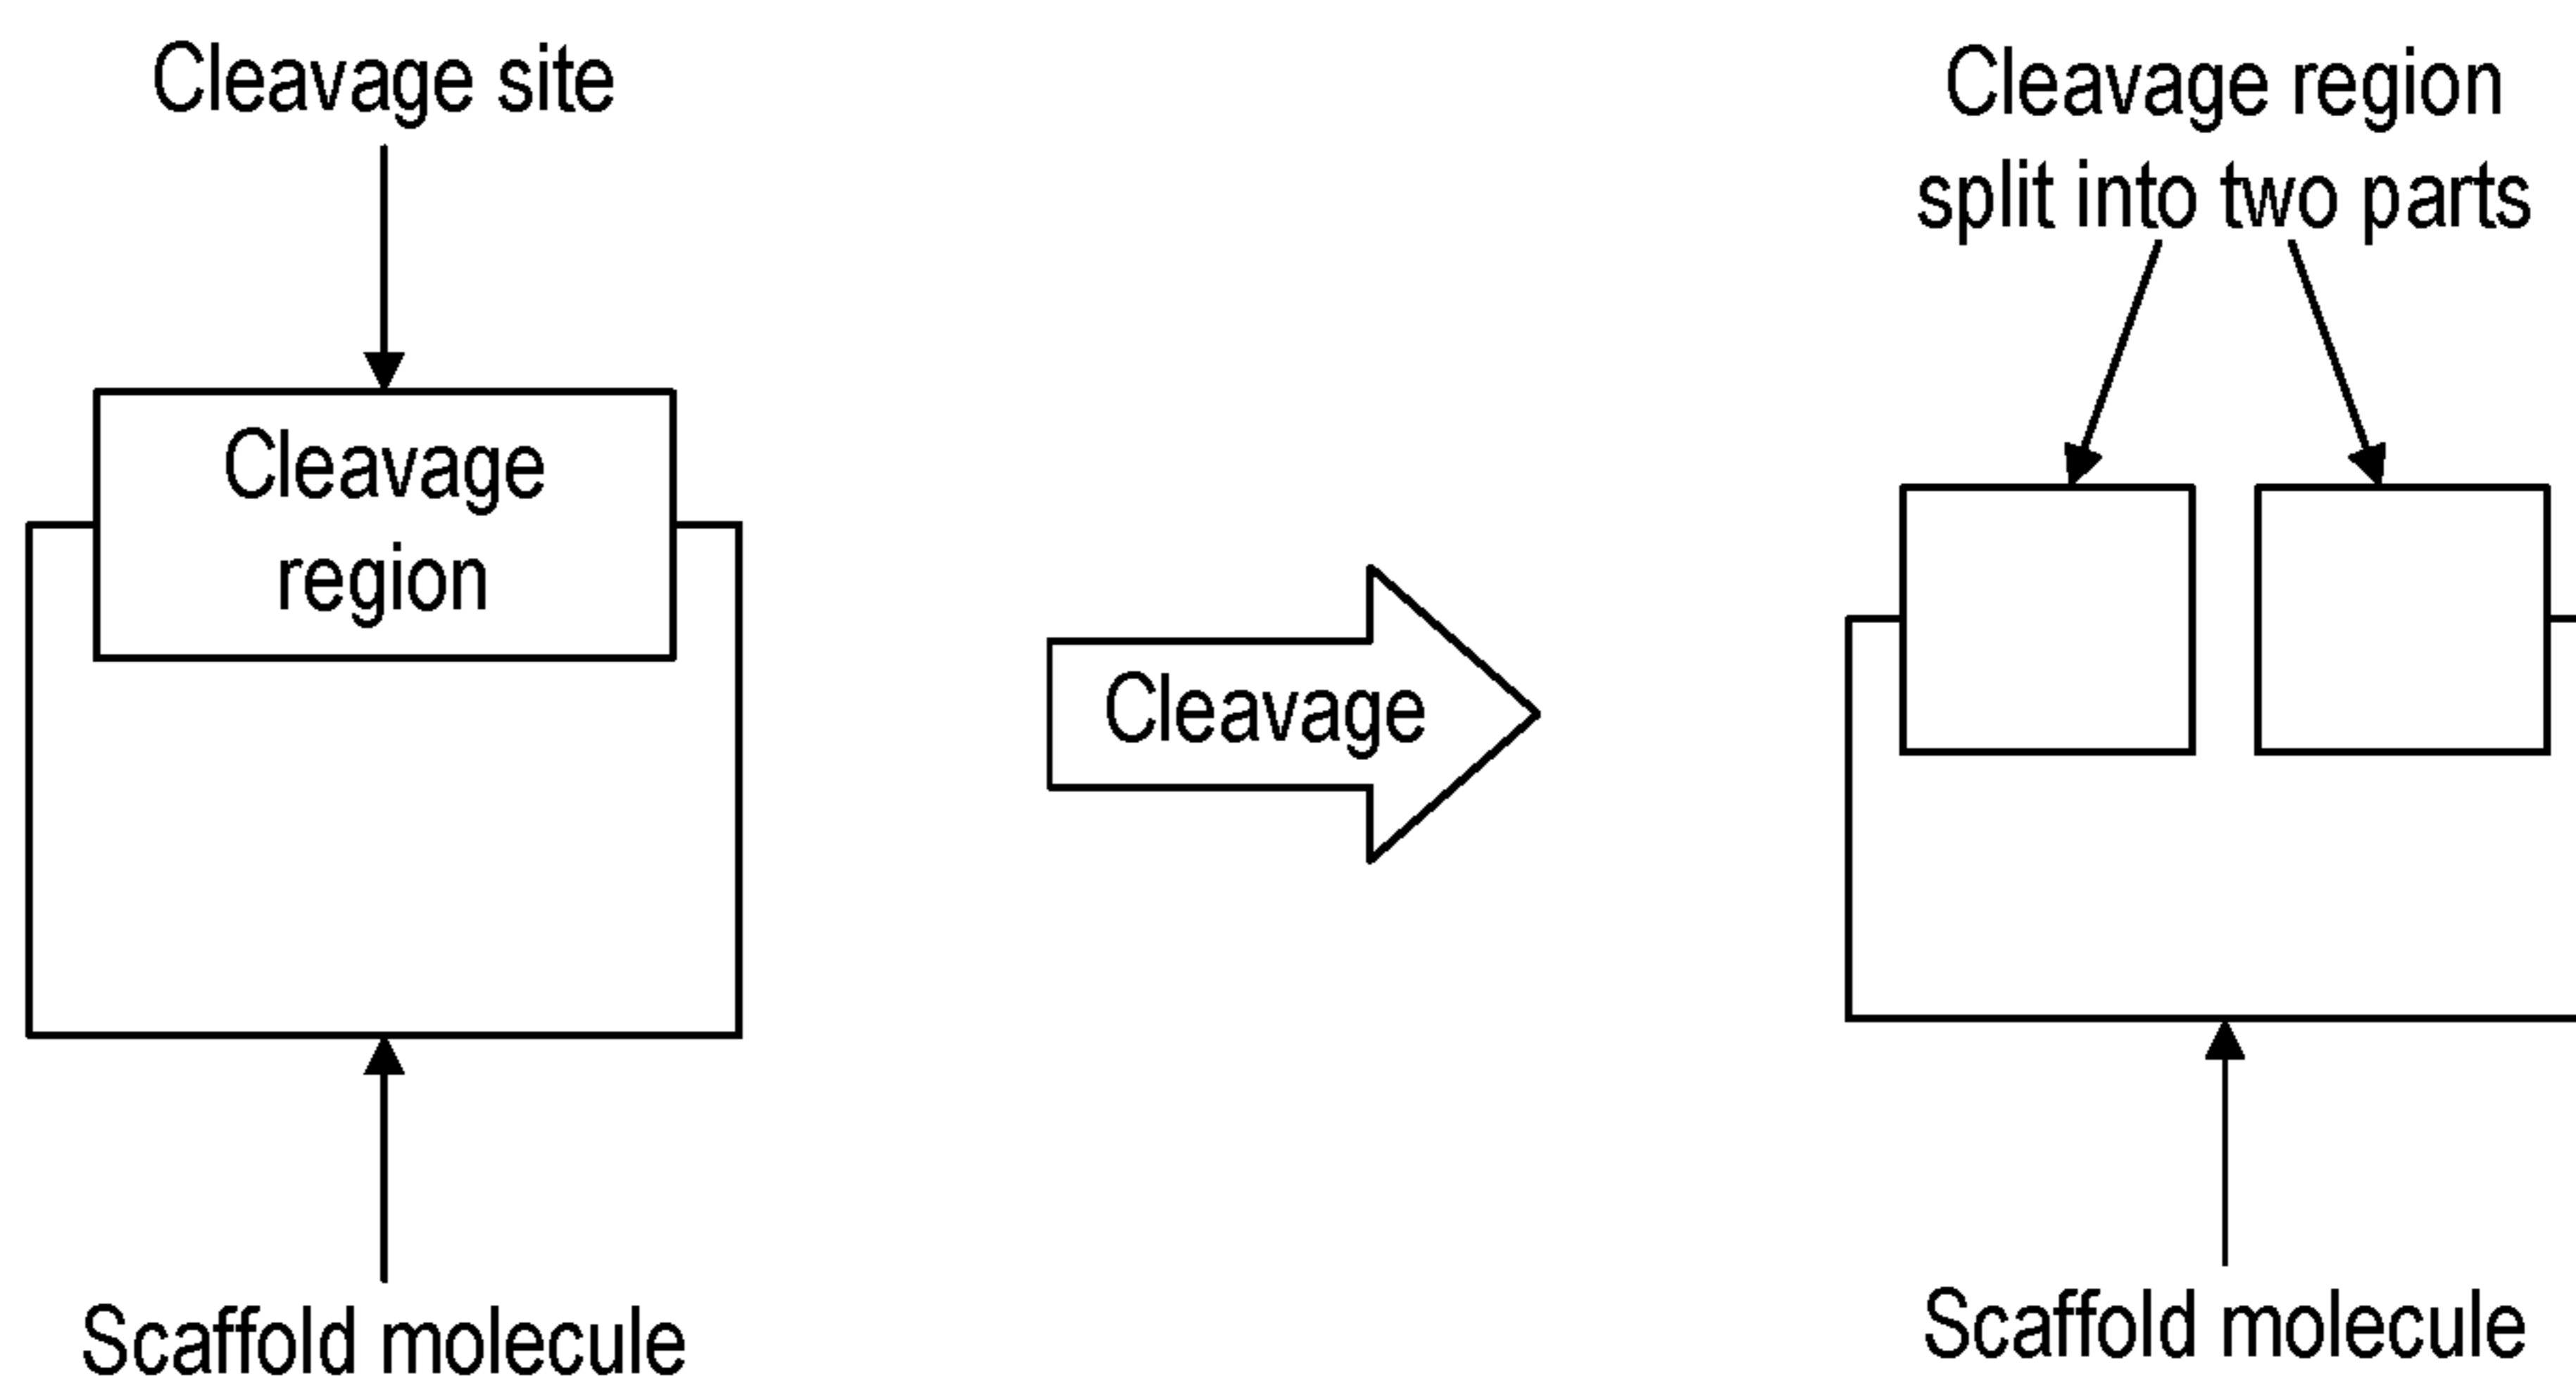 Cleavage site
Cleavage
region
Scaffold molecule
Cleavage
Cleavage region
split into two parts
Scaffold molecule